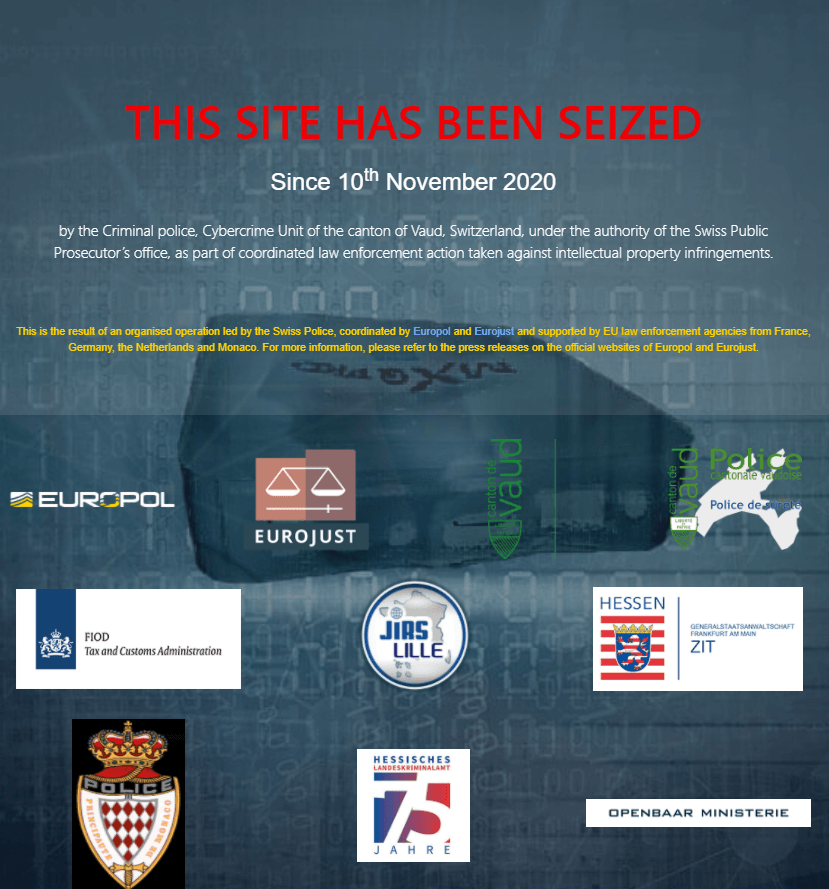 THIS SITE HAS BEEN SEIZED
Since 10th November 2020
by the Criminal police, Cybercrime Unit of the canton of Vaud, Switzerland, under the authority of the Swiss Public
Prosecutor's office, as part of coordinated law enforcement action taken against intellectual property infringements.
This is the result of an organised operation led by the Swiss Police, coordinated by Europol and Eurojust and supported by EU law enforcement agencies from France,
Germany, the Netherlands and Monaco. For more information, please refer to the press releases on the official websites of Europol and Eurojust.
EUROPOL
EUROJUST
canton de
vaud
canton de
vaud
LIBERTÉ
ET
PATRIE
Police
cantonale vaudoise
Police de sûreté
FIOD
Tax and Customs Administration
JIRS
LILLE
HESSEN
GENERALSTAATSANWALTSCHAFT
FRANKFURT AM MAIN
ZIT
POLICE
PRINCIPAUTE DE MONACO
HESSISCHES
LANDESKRIMINALAMT
75
JAHRE
OPENBAAR MINISTERIE